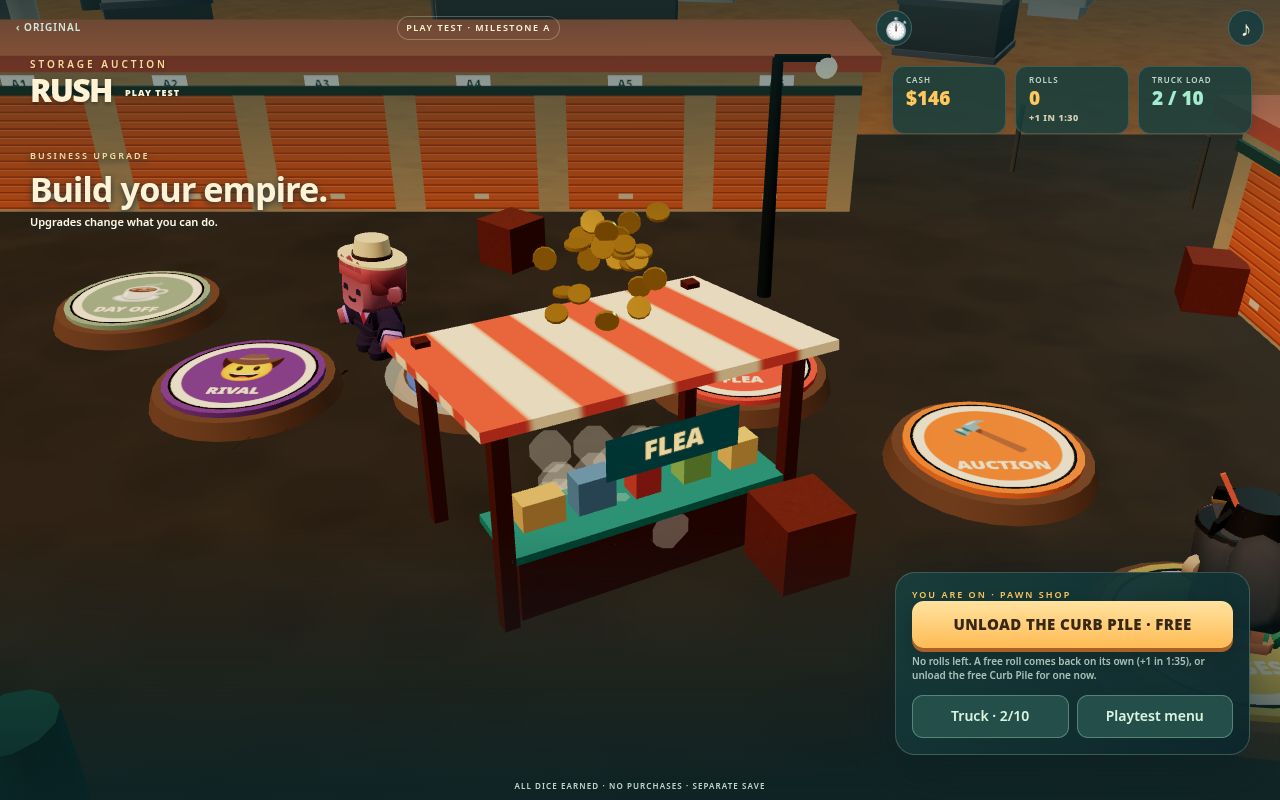 ‹ ORIGINAL
PLAY TEST · MILESTONE A
STORAGE AUCTION
RUSH PLAY TEST
CASH
$146
ROLLS
0
+1 IN 1:30
TRUCK LOAD
2 / 10
A2
A3
A4
A5
BUSINESS UPGRADE
Build your empire.
Upgrades change what you can do.
DAY OFF
RIVAL
FLEA
FLEA
AUCTION
YOU ARE ON · PAWN SHOP
UNLOAD THE CURB PILE · FREE
No rolls left. A free roll comes back on its own (+1 in 1:35), or
unload the free Curb Pile for one now.
Truck · 2/10
Playtest menu
ALL DICE EARNED · NO PURCHASES · SEPARATE SAVE